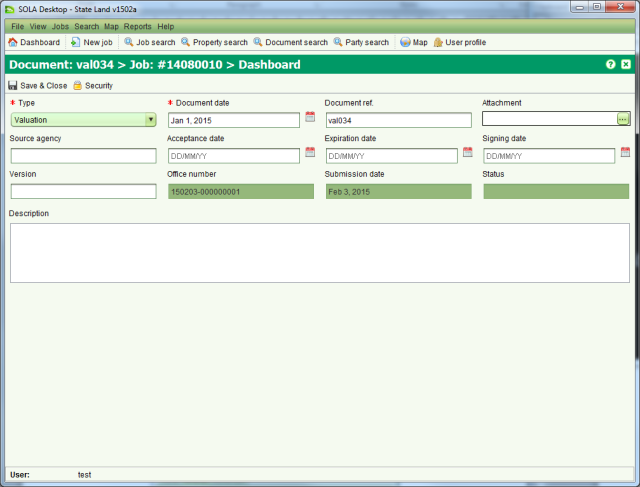 SOLA Desktop - State Land v1502a
File View Jobs Search Map Reports Help
Dashboard New job Job search Property search Document search Party search Map User profile
Document: val034 > Job: #14080010 > Dashboard
Save & Close Security
* Type * Document date Document ref. Attachment
Valuation Jan 1, 2015 val034 ...
Source agency Acceptance date Expiration date Signing date
DD/MM/YY DD/MM/YY DD/MM/YY
Version Office number Submission date Status
150203-000000001 Feb 3, 2015
Description
User: test